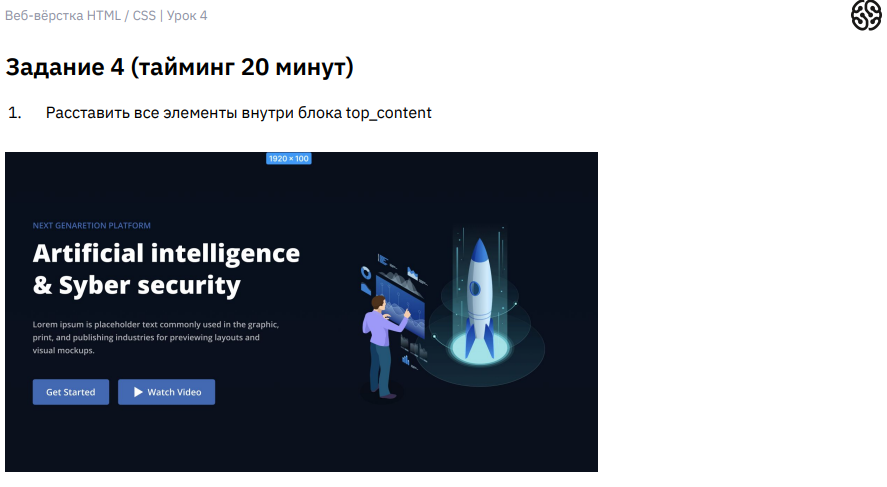 Веб-вёрстка HTML / CSS | Урок 4
Задание 4 (тайминг 20 минут)
1. Расставить все элементы внутри блока top_content
1920 × 100
NEXT GENARETION PLATFORM
Artificial intelligence
& Syber security
Lorem ipsum is placeholder text commonly used in the graphic,
print, and publishing industries for previewing layouts and
visual mockups.
Get Started
Watch Video